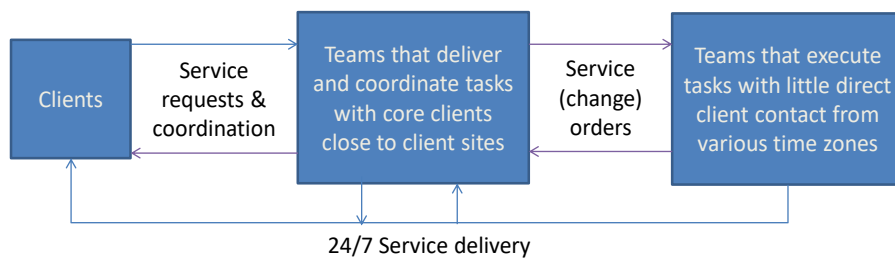 Clients
Service
requests &
coordination
Teams that deliver
and coordinate tasks
with core clients
close to client sites
Service
(change)
orders
Teams that execute
tasks with little direct
client contact from
various time zones
24/7 Service delivery